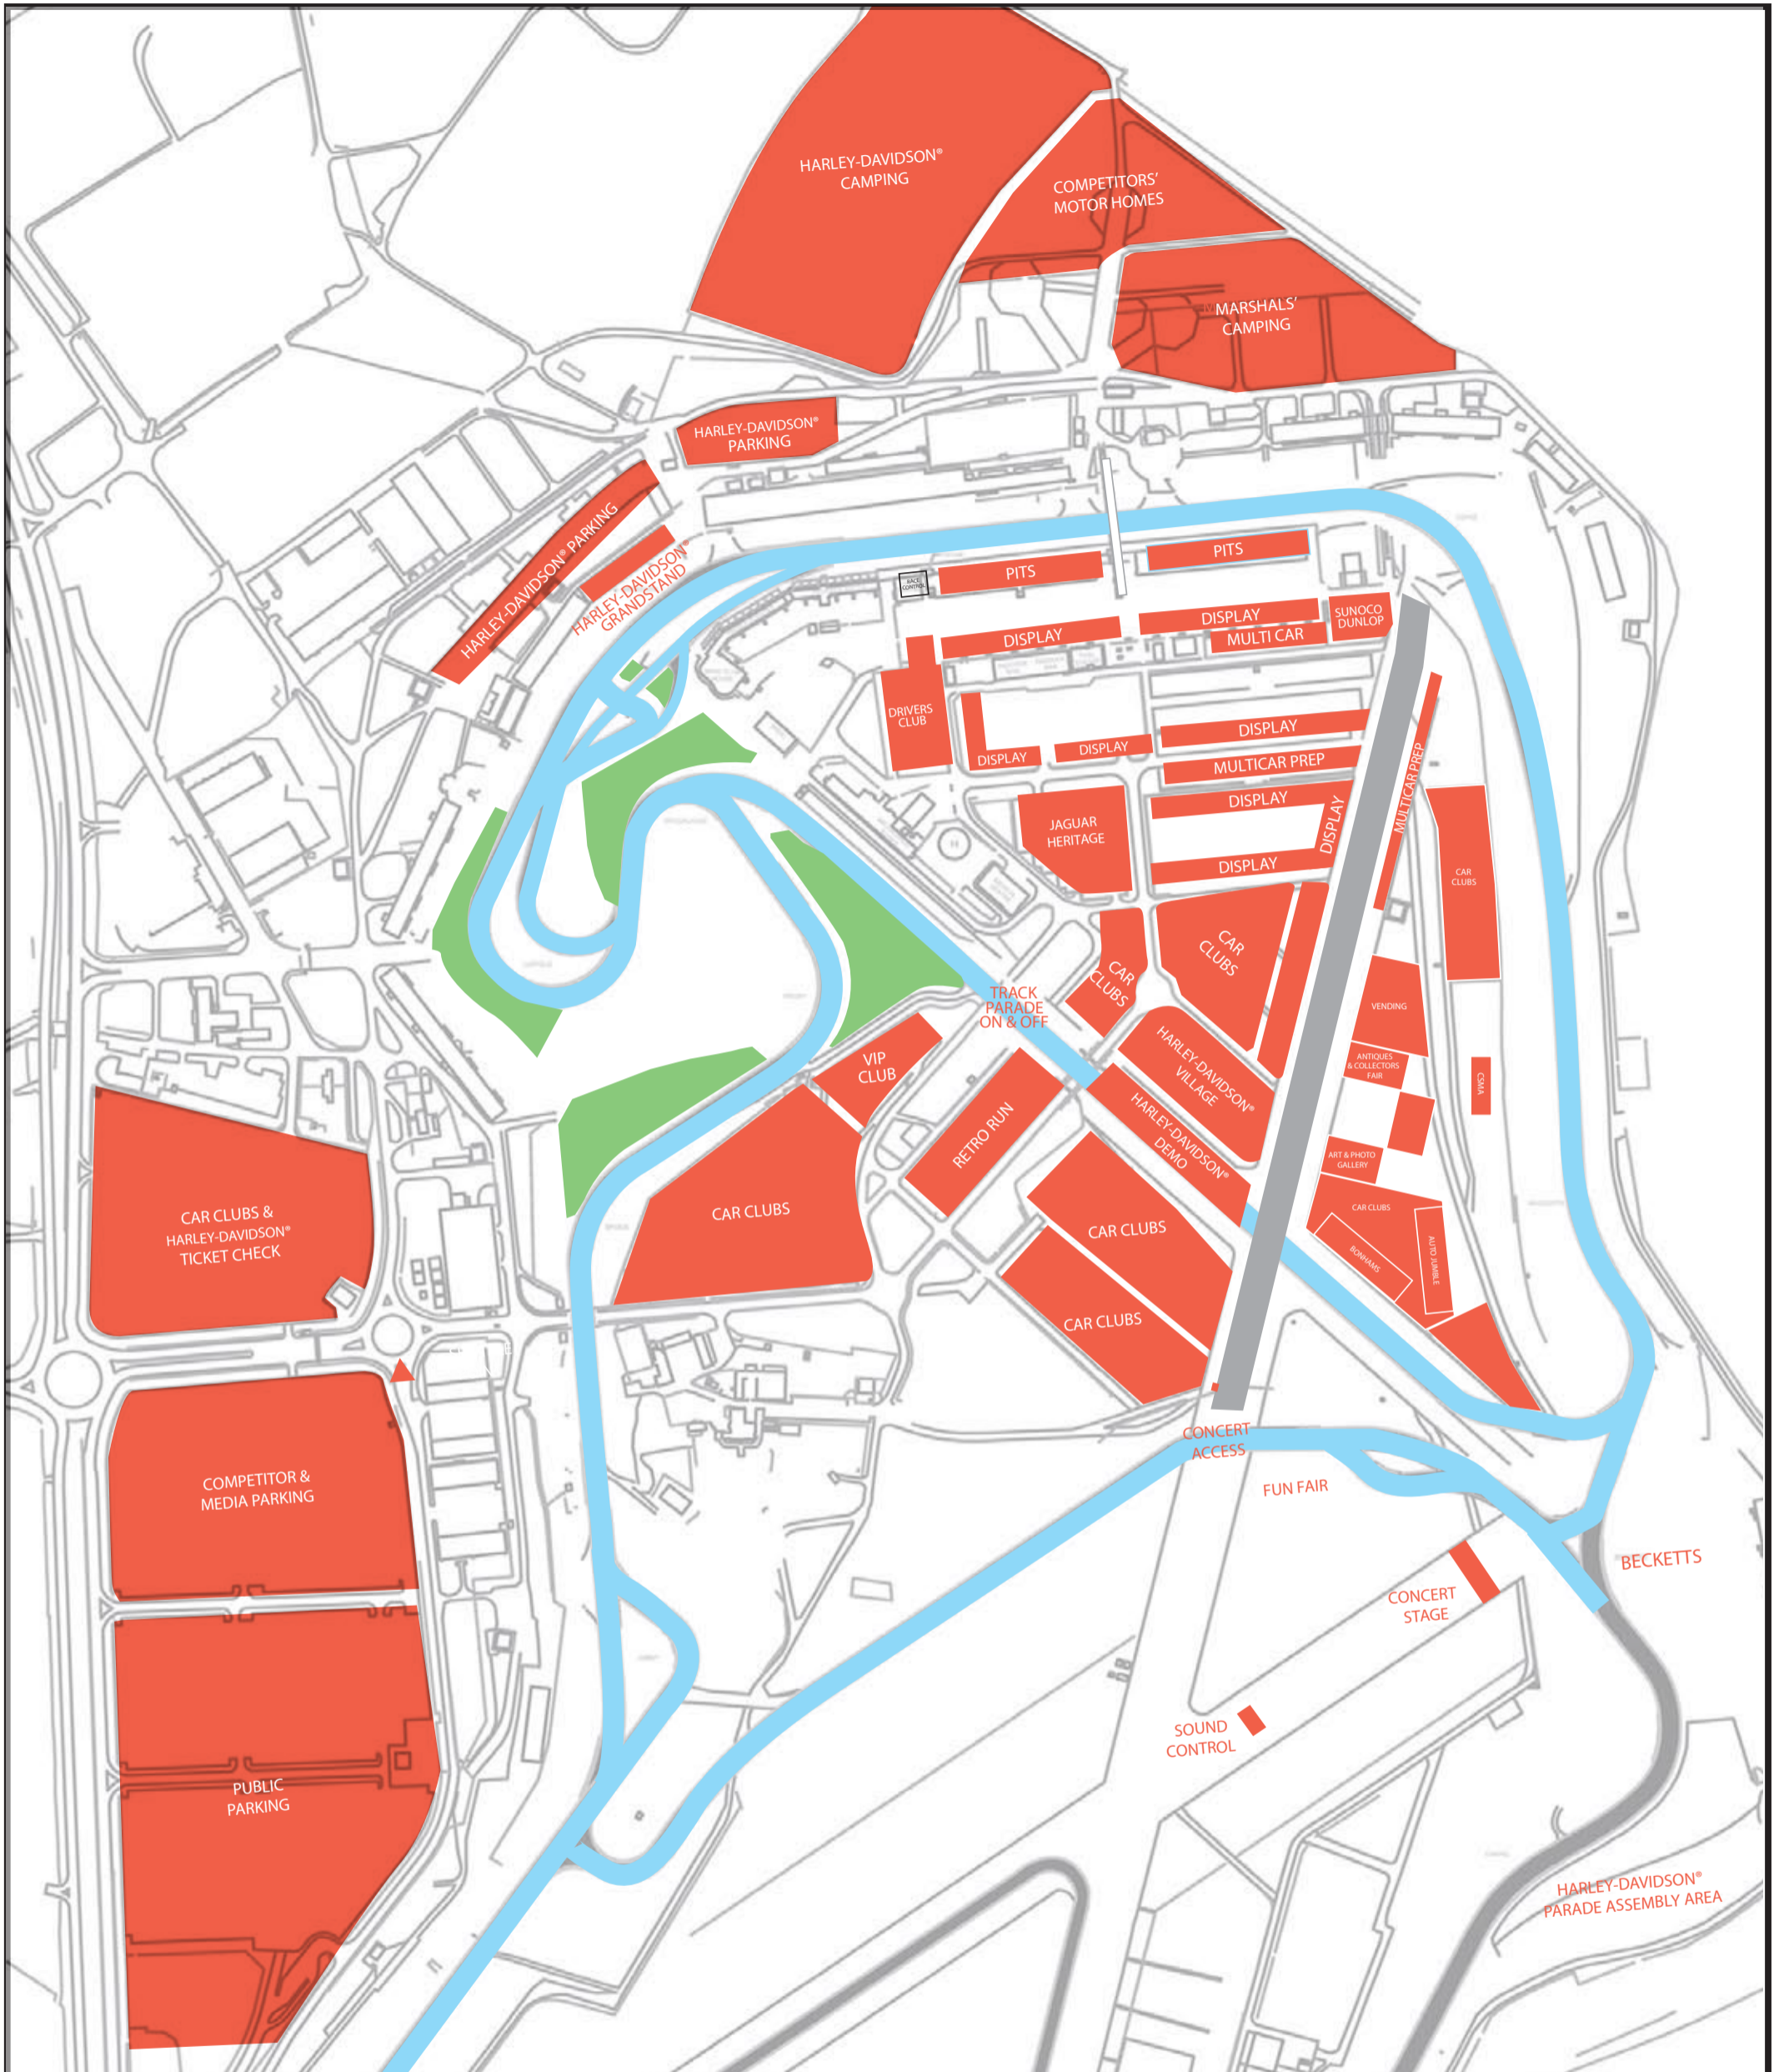 HARLEY-DAVIDSON®
CAMPING
COMPETITORS'
MOTOR HOMES
MARSHALS'
CAMPING
HARLEY-DAVIDSON®
PARKING
HARLEY-DAVIDSON® PARKING
HARLEY-DAVIDSON®
GRANDSTAND
RACE
CONTROL
PITS
PITS
DISPLAY
DISPLAY
MULTI CAR
SUNOCO
DUNLOP
DRIVERS
CLUB
DISPLAY
DISPLAY
DISPLAY
MULTICAR PREP
DISPLAY
DISPLAY
DISPLAY
MULTICAR PREP
JAGUAR
HERITAGE
CAR
CLUBS
CAR
CLUBS
CAR
CLUBS
TRACK
PARADE
ON & OFF
VENDING
ANTIQUES
& COLLECTORS
FAIR
CSMA
VIP
CLUB
HARLEY-DAVIDSON®
VILLAGE
RETRO RUN
HARLEY-DAVIDSON®
DEMO
ART & PHOTO
GALLERY
CAR CLUBS
BONHAMS
AUTO JUMBLE
CAR CLUBS &
HARLEY-DAVIDSON®
TICKET CHECK
CAR CLUBS
CAR CLUBS
CAR CLUBS
CONCERT
ACCESS
FUN FAIR
COMPETITOR &
MEDIA PARKING
BECKETTS
CONCERT
STAGE
SOUND
CONTROL
PUBLIC
PARKING
HARLEY-DAVIDSON®
PARADE ASSEMBLY AREA